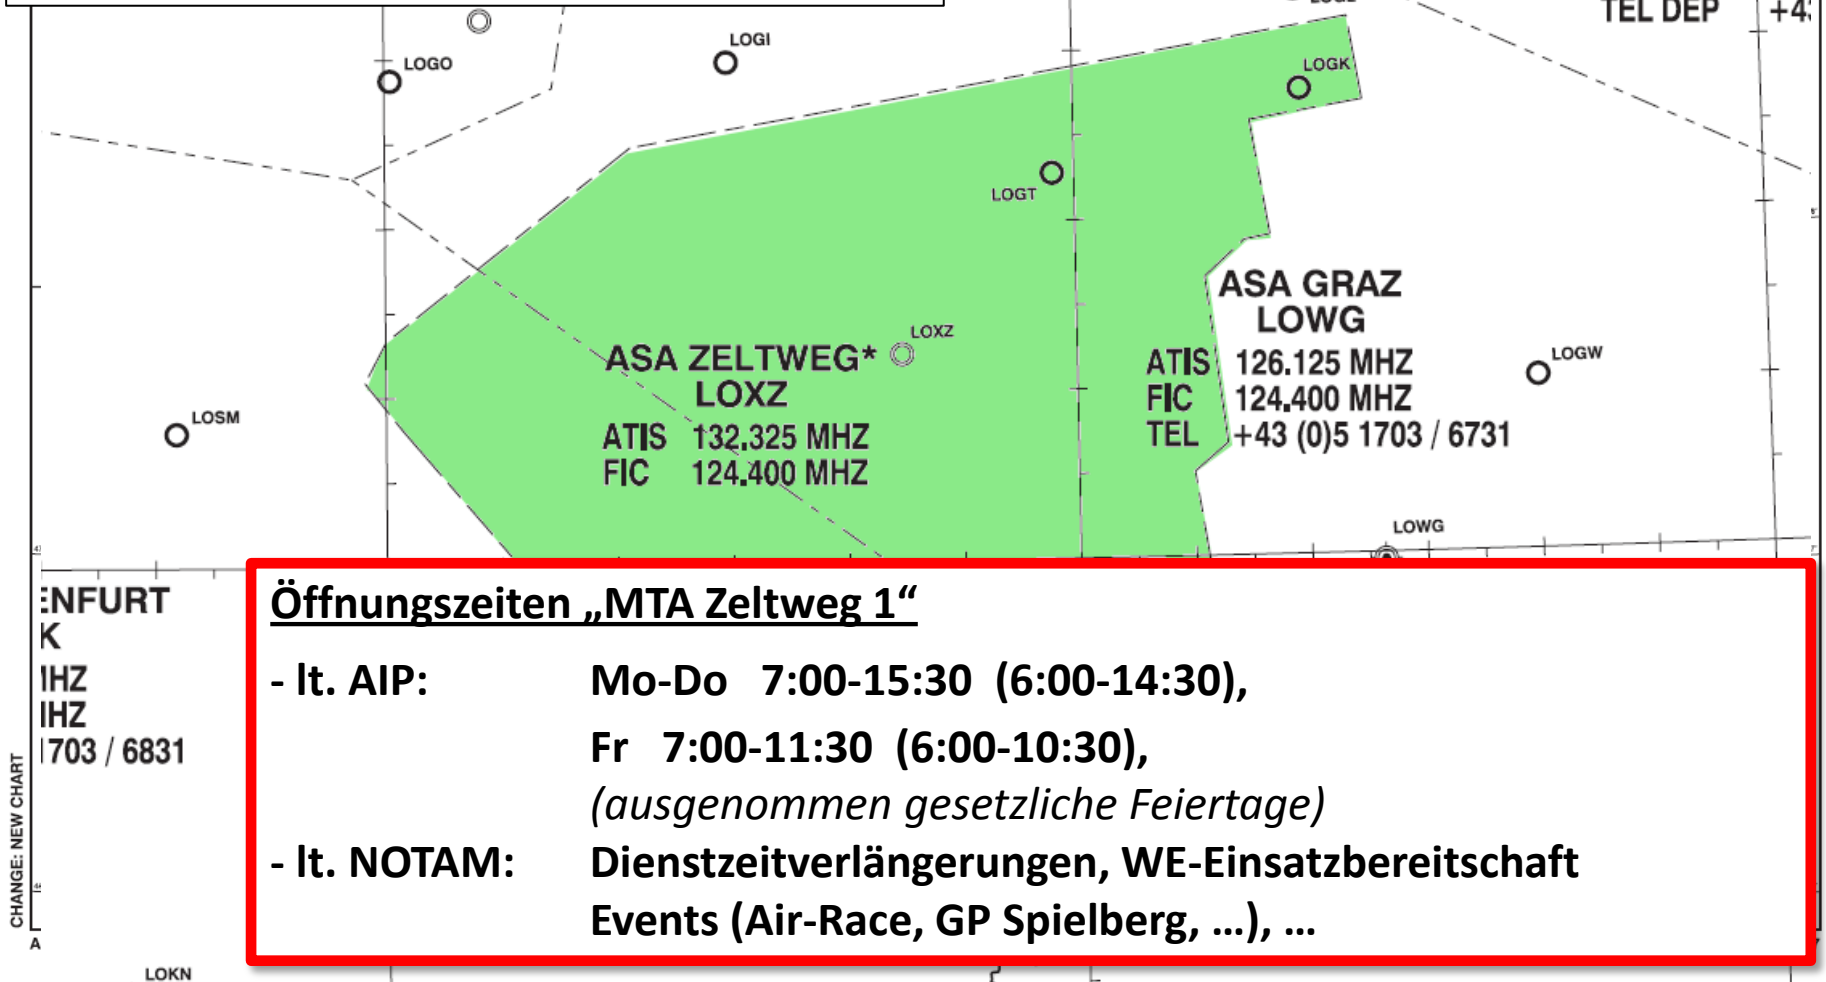 TEL DEP +43
LOGI
LOGO
LOGK
LOGT
ASA GRAZ
LOWG
ATIS 126.125 MHZ
FIC 124.400 MHZ
TEL +43 (0)5 1703 / 6731
LOXZ
ASA ZELTWEG*
LOXZ
ATIS 132.325 MHZ
FIC 124.400 MHZ
LOGW
LOSM
LOWG
ENFURT
K
MHZ
MHZ
1703 / 6831
Öffnungszeiten „MTA Zeltweg 1“
- lt. AIP: Mo-Do 7:00-15:30 (6:00-14:30),
Fr 7:00-11:30 (6:00-10:30),
(ausgenommen gesetzliche Feiertage)
- lt. NOTAM: Dienstzeitverlängerungen, WE-Einsatzbereitschaft
Events (Air-Race, GP Spielberg, ...), ...
CHANGE: NEW CHART
A
LOKN